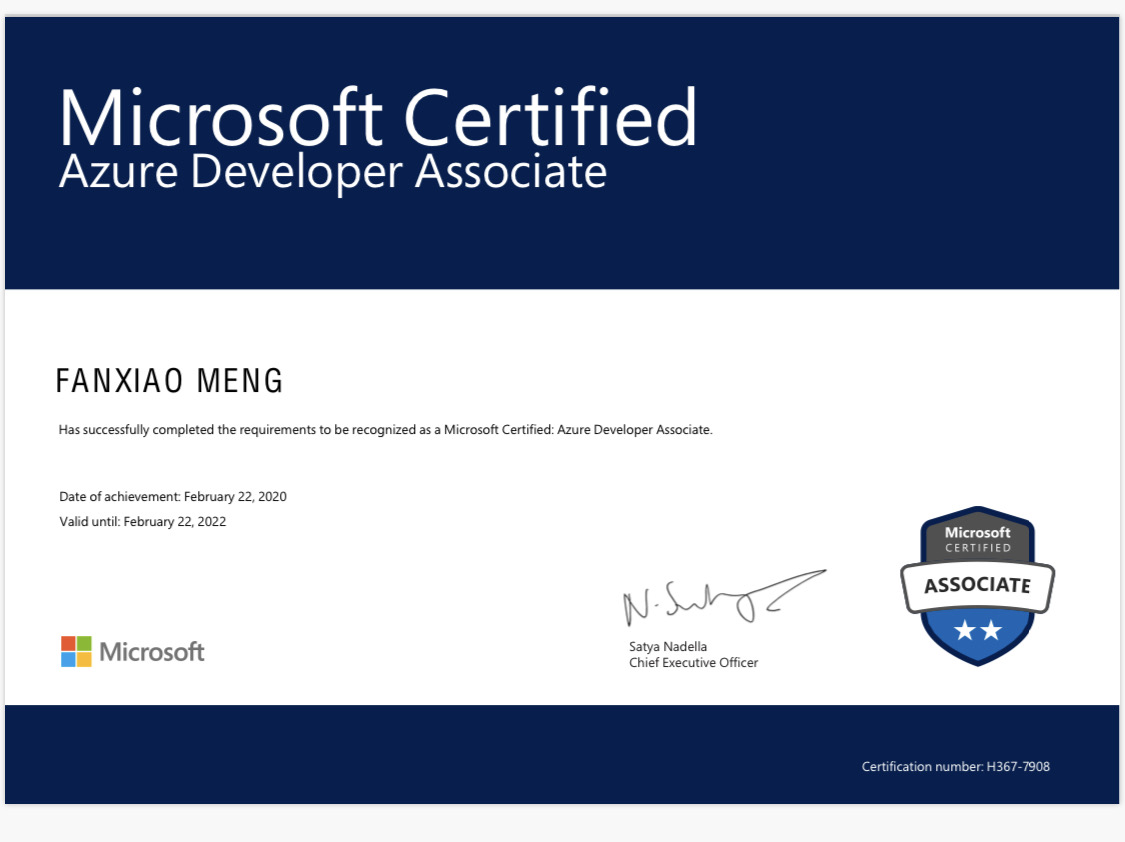 Microsoft Certified
Azure Developer Associate
FANXIAO MENG
Has successfully completed the requirements to be recognized as a Microsoft Certified: Azure Developer Associate.
Date of achievement: February 22, 2020
Valid until: February 22, 2022
Microsoft
CERTIFIED
ASSOCIATE
N. Satya
Satya Nadella
Chief Executive Officer
Microsoft
Certification number: H367-7908